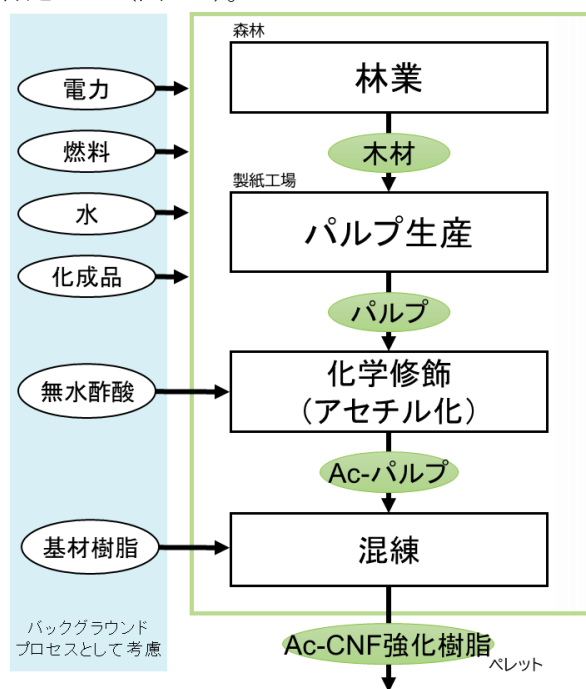 森林
林業
電力
木材
燃料
製紙工場
パルプ生産
水
化成品
パルプ
化学修飾
(アセチル化)
無水酢酸
Ac-パルプ
混練
基材樹脂
バックグラウンド
プロセスとして考慮
Ac-CNF強化樹脂
ペレット